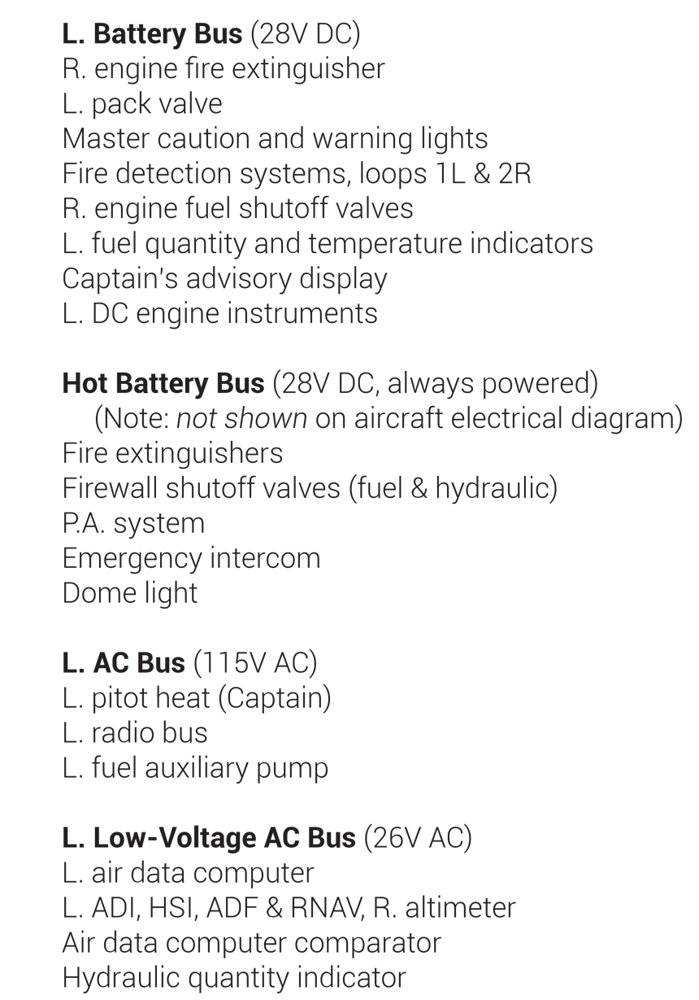 L. Battery Bus (28V DC)
R. engine fire extinguisher
L. pack valve
Master caution and warning lights
Fire detection systems, loops 1L & 2R
R. engine fuel shutoff valves
L. fuel quantity and temperature indicators
Captain's advisory display
L. DC engine instruments
Hot Battery Bus (28V DC, always powered)
(Note: not shown on aircraft electrical diagram)
Fire extinguishers
Firewall shutoff valves (fuel & hydraulic)
P.A. system
Emergency intercom
Dome light
L. AC Bus (115V AC)
L. pitot heat (Captain)
L. radio bus
L. fuel auxiliary pump
L. Low-Voltage AC Bus (26V AC)
L. air data computer
L. ADI, HSI, ADF & RNAV, R. altimeter
Air data computer comparator
Hydraulic quantity indicator